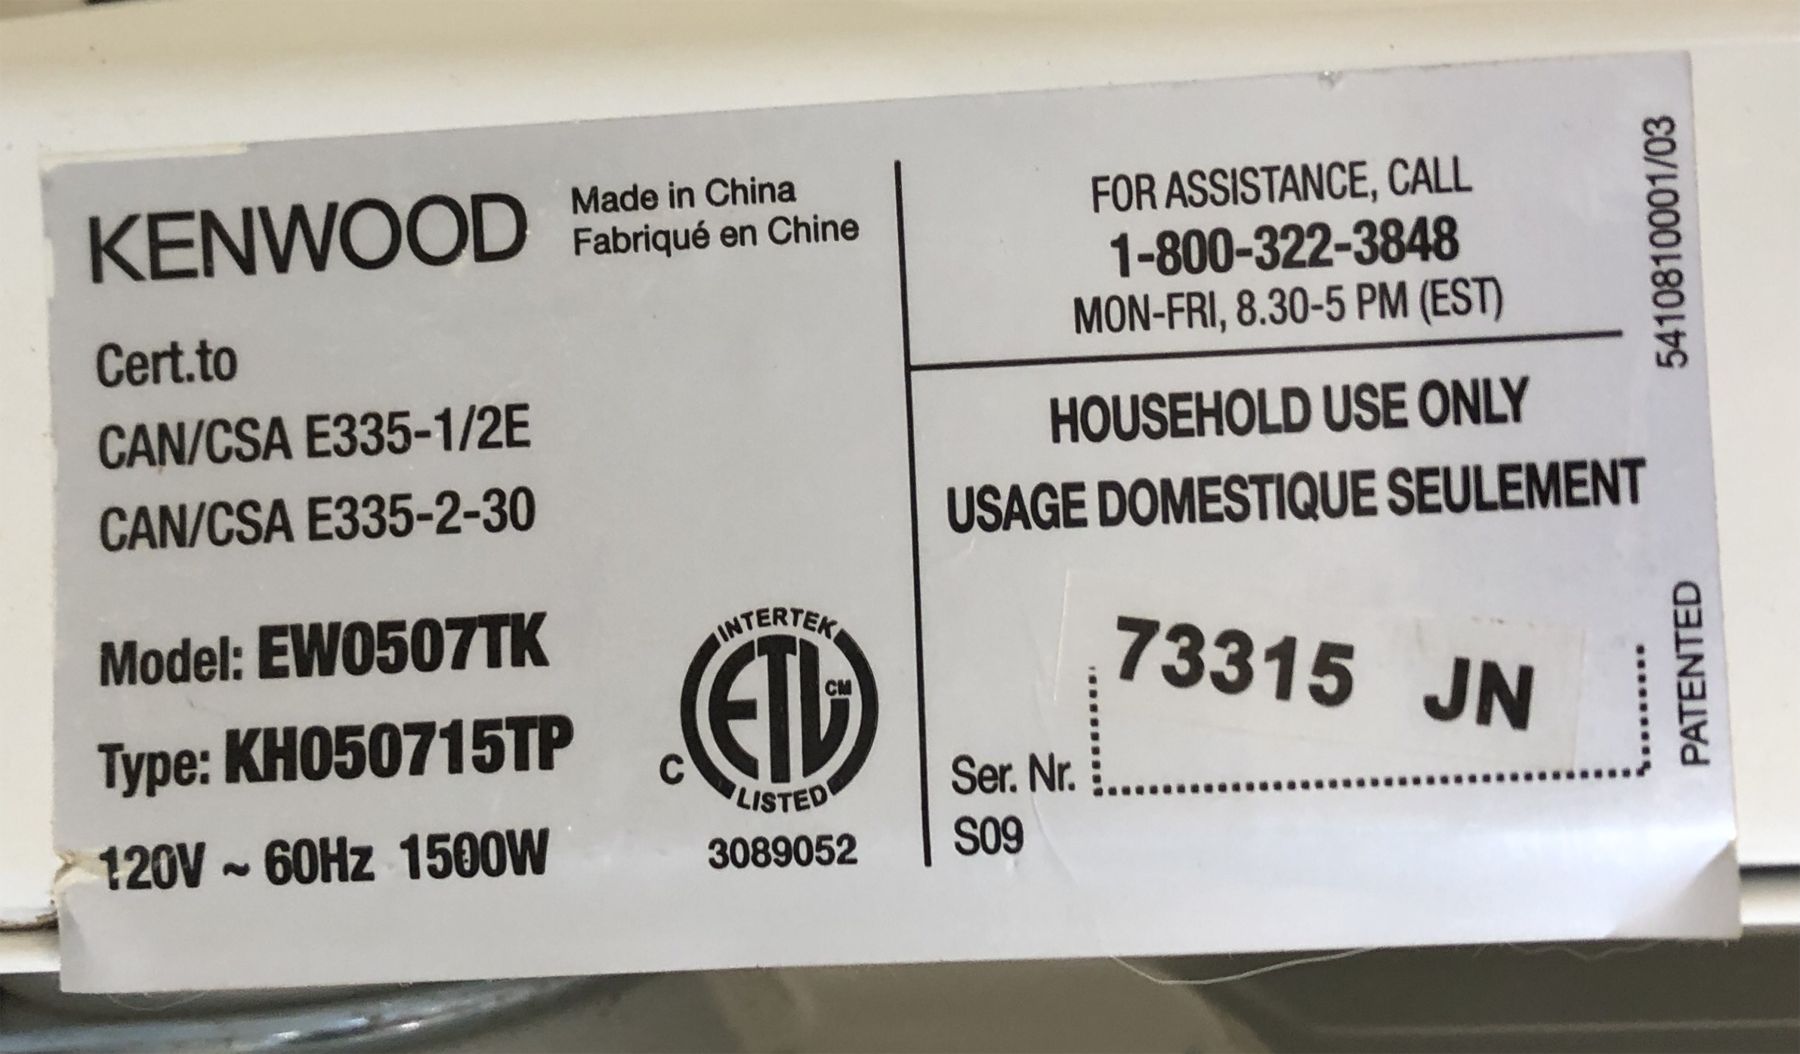 KENWOOD
Made in China
Fabriqué en Chine
Cert.to
CAN/CSA E335-1/2E
CAN/CSA E335-2-30
Model: EW0507TK
Type: KH050715TP
120V ~ 60Hz 1500W
INTERTEK
ETL CM
C
LISTED
3089052
FOR ASSISTANCE, CALL
1-800-322-3848
MON-FRI, 8.30-5 PM (EST)
HOUSEHOLD USE ONLY
USAGE DOMESTIQUE SEULEMENT
73315 JN
Ser. Nr.
S09
5410810001/03
PATENTED